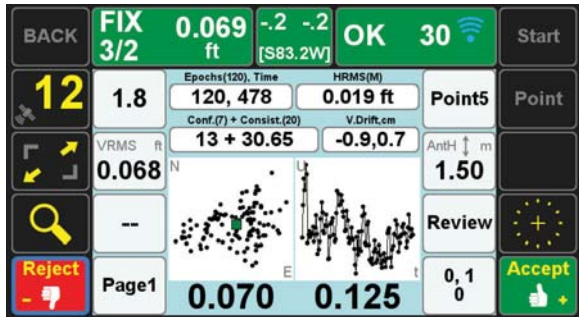 BACK
FIX 0.069 -.2 -.2 OK 30 Start
3/2 ft [S83.2W]
12
1.8
Epochs(120), Time HRMS(M)
120, 478 0.019 ft
Point5
Point
Conf.(7) + Consist.(20) V.Drift,cm
13 + 30.65 -0.9,0.7
VRMS ft
0.068
AntH m
1.50
N U
--
Review
E t
Reject
-
Page1
0.070 0.125
0, 1
0
Accept
+